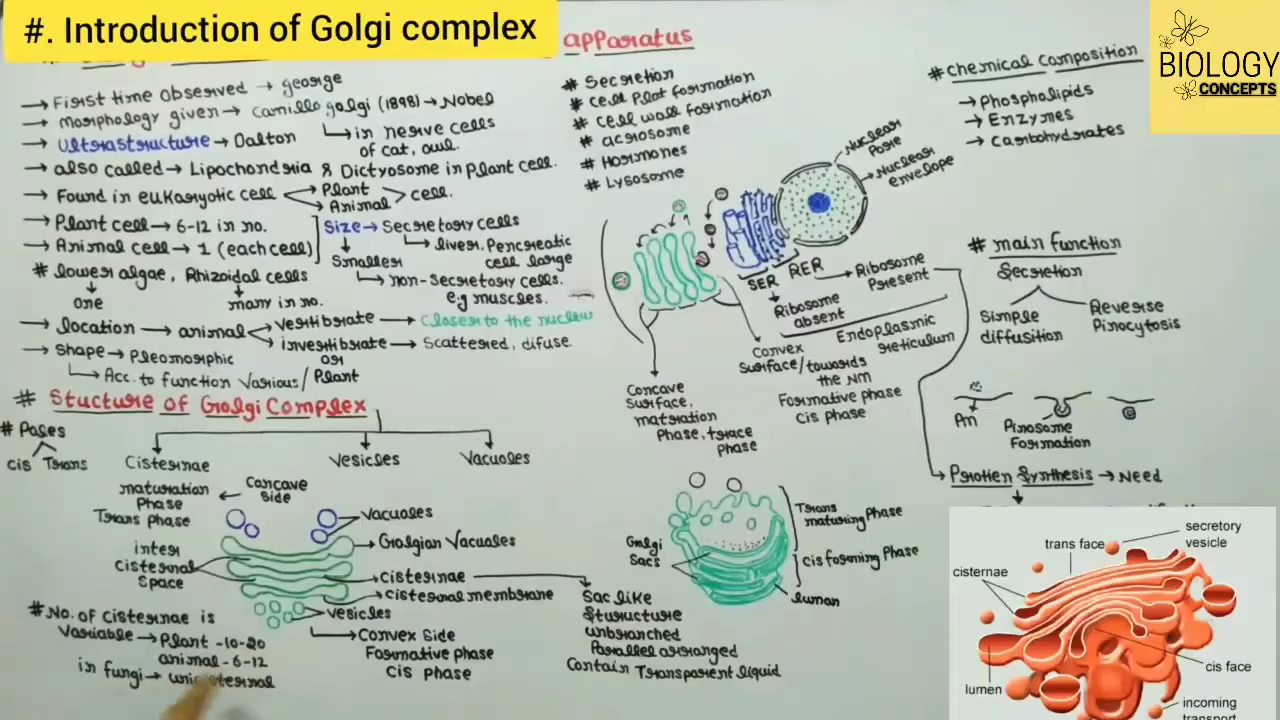 #. Introduction of Golgi complex
apparatus
BIOLOGY
CONCEPTS
→ First time observed → george
→ morphology given → Camillo golgi (1898) → Nobel
→ in nerve cells
of cat, owl.
→ Ultrastructure → Dalton
→ also called → Lipochondria & Dictyosome in Plant cell.
→ Found in eukaryotic cell
Plant
Animal
cell.
→ Plant cell → 6-12 in no.
→ Animal cell → 1 (each cell)
# lower algae, Rhizoidal cells
one
many in no.
Size → Secretory cells
→ liver. Pencreatic
cell large
Smaller
→ non-Secretory cells.
e.g muscles.
→ location → animal
vertibrate → Closer to the nucleus
invertibrate → Scattered, difuse.
or
Plant
→ Shape → Pleomorphic
→ Acc. to function Various/
# Secretion
# Cell Plat formation
# Cell wall formation
# acrosome
# Hormones
# Lysosome
Nuclear
Pore
Nuclear
envelope
SER
RER
→ Ribosome
Present
Ribosome
absent
Endoplasmic
reticulum
Concave
Surface,
matration
Phase, trace
Phase
Convex
Surface/towards
the NM
Formative phase
Cis phase
# Chemical Composition
→ Phospholipids
→ Enzymes
→ Carbohydrates
# main function
Secretion
Simple
diffusition
Reverse
Pinocytosis
Pm
Pinosome
Formation
Protien Synthesis → Need
# Stucture of Golgi Complex
# Pases
Cis Trans
Cisternae
Vesicles
Vacuoles
maturation
Phase
Trans phase
Concave
Side
Vacuoles
→ Golgian Vacuoles
inter
Cisternal
Space
→ Cisternae
→ cisternal membrane
Vesicles
→ Convex Side
Formative phase
Cis phase
Sac like
Sturucture
unbranched
Parallel arranged
Contain Transparent liquid
# No. of Cisternae is
Variable → Plant -10-20
animal - 6-12
in fungi →
Golgi
Sacs
Trans
maturing Phase
Cis forming Phase
luman
trans face
secretory
vesicle
cisternae
cis face
lumen
incoming
transport